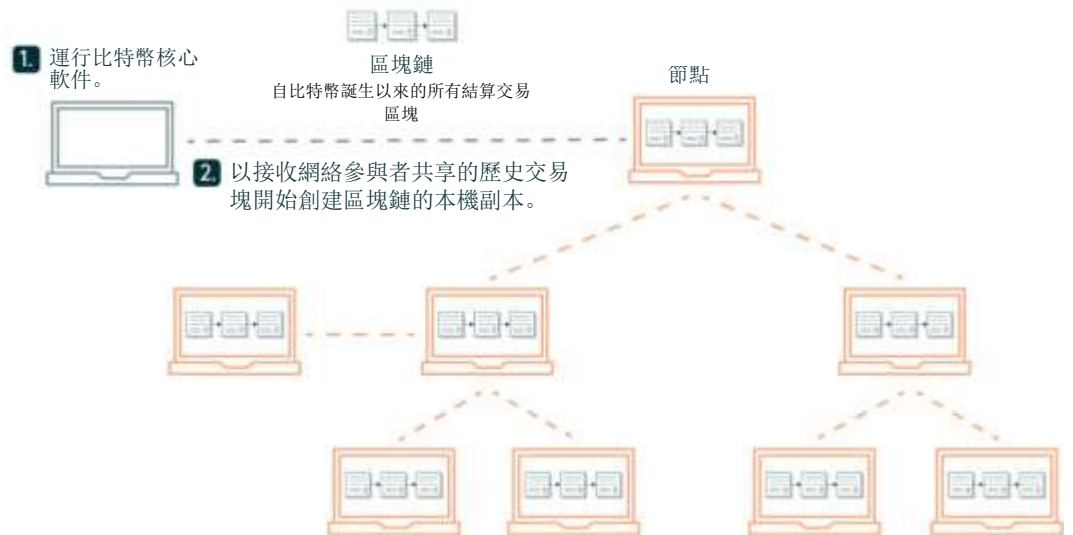 1. 運行比特幣核心
軟件。
區塊鏈
自比特幣誕生以來的所有結算交易
區塊
節點
2. 以接收網絡參與者共享的歷史交易
塊開始創建區塊鏈的本機副本。